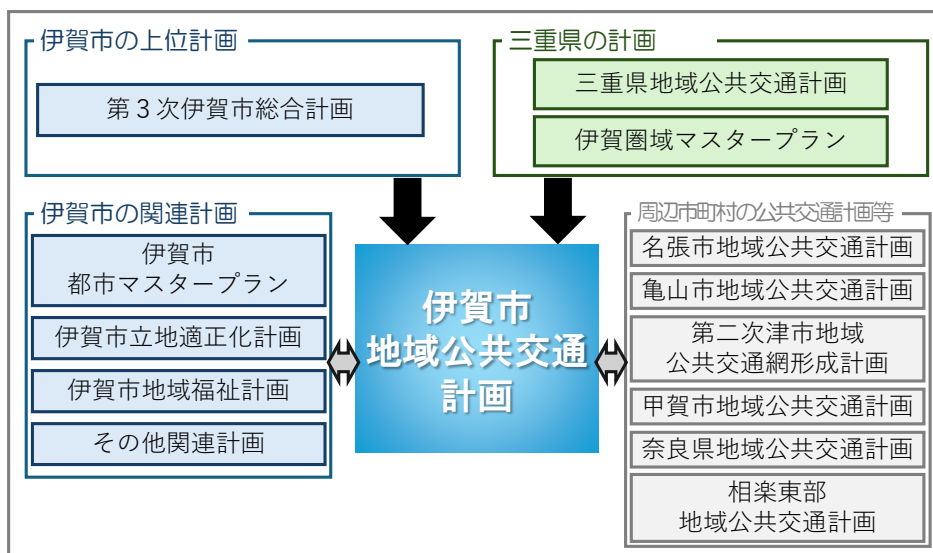 伊賀市の上位計画
第３次伊賀市総合計画
三重県の計画
三重県地域公共交通計画
伊賀圏域マスタープラン
伊賀市の関連計画
伊賀市
都市マスタープラン
伊賀市立地適正化計画
伊賀市地域福祉計画
その他関連計画
伊賀市
地域公共交通
計画
周辺市町村の公共交通計画等
名張市地域公共交通計画
亀山市地域公共交通計画
第二次津市地域
公共交通網形成計画
甲賀市地域公共交通計画
奈良県地域公共交通計画
相楽東部
地域公共交通計画